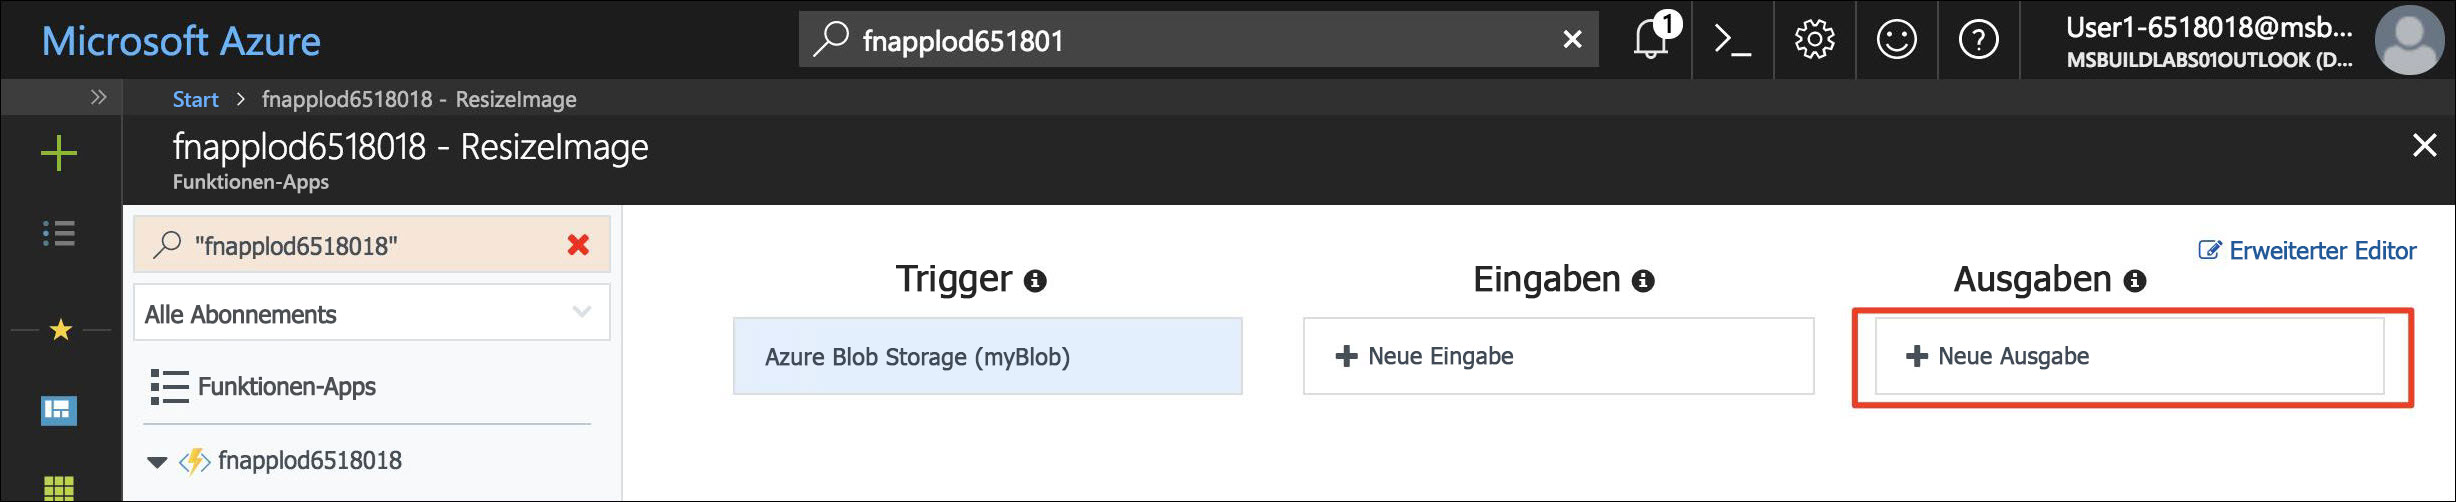 Microsoft Azure
fnapplod651801
1
User1-6518018@msb...
MSBUILDLABS01OUTLOOK (D...
Start > fnapplod6518018 - ResizeImage
fnapplod6518018 - ResizeImage
Funktionen-Apps
"fnapplod6518018"
Alle Abonnements
Funktionen-Apps
fnapplod6518018
Erweiterter Editor
Trigger
Eingaben
Ausgaben
Azure Blob Storage (myBlob)
+ Neue Eingabe
+ Neue Ausgabe